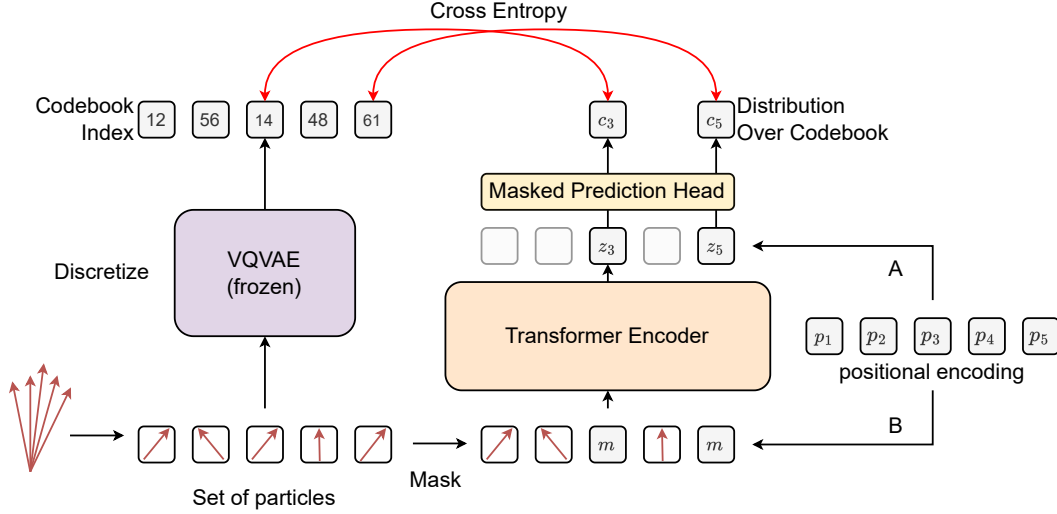 Cross Entropy
Codebook
Index
12 56 14 48 61
c₃ c₅
Distribution
Over Codebook
Masked Prediction Head
z₃ z₅
Discretize
VQVAE
(frozen)
A
Transformer Encoder
p₁ p₂ p₃ p₄ p₅
positional encoding
B
m m
Mask
Set of particles